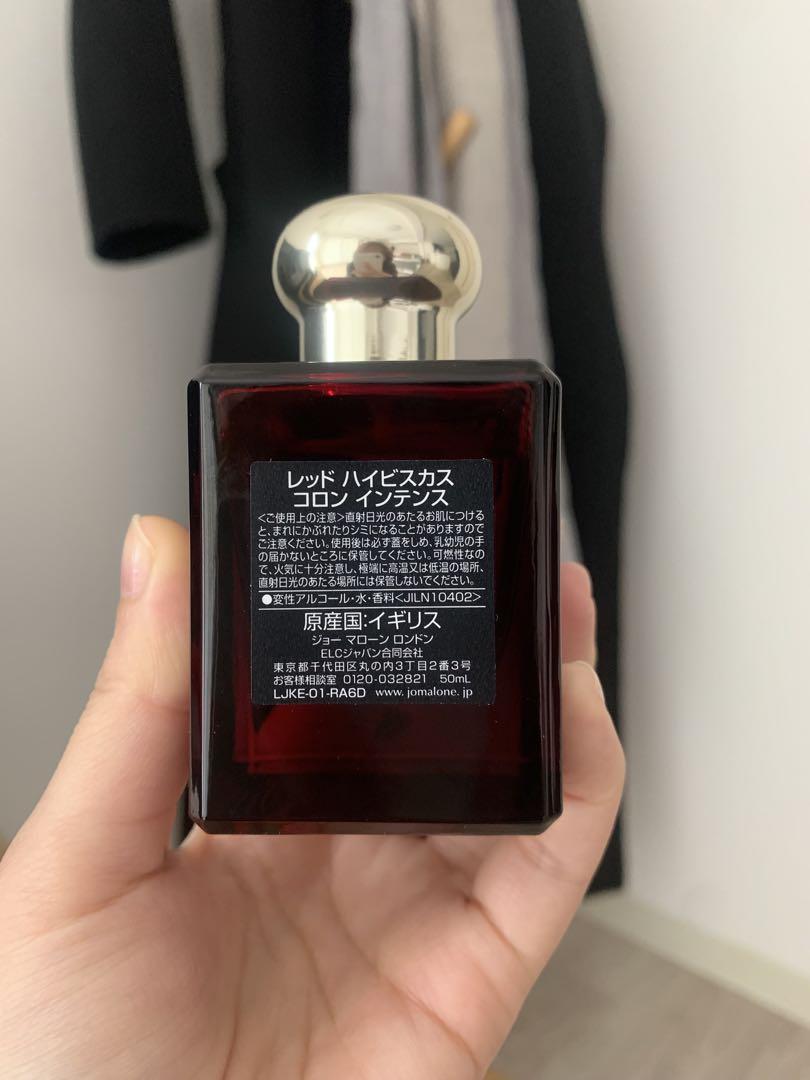 レッド ハイビスカス
コロン インテンス
<ご使用上の注意>直射日光のあたるお肌につける
と、まれにかぶれたりシミになることがありますので
ご注意ください。使用後は必ず蓋をしめ、乳幼児の手
の届かないところに保管してください。可燃性なの
で、火気に十分注意し、極端に高温又は低温の場所、
直射日光のあたる場所には保管しないでください。
●変性アルコール・水・香料<JILN10402>
原産国:イギリス
ジョー マローン ロンドン
ELCジャパン合同会社
東京都千代田区丸の内3丁目2番3号
お客様相談室 0120-032821 50mL
LJKE-01-RA6D www. jomalone. jp